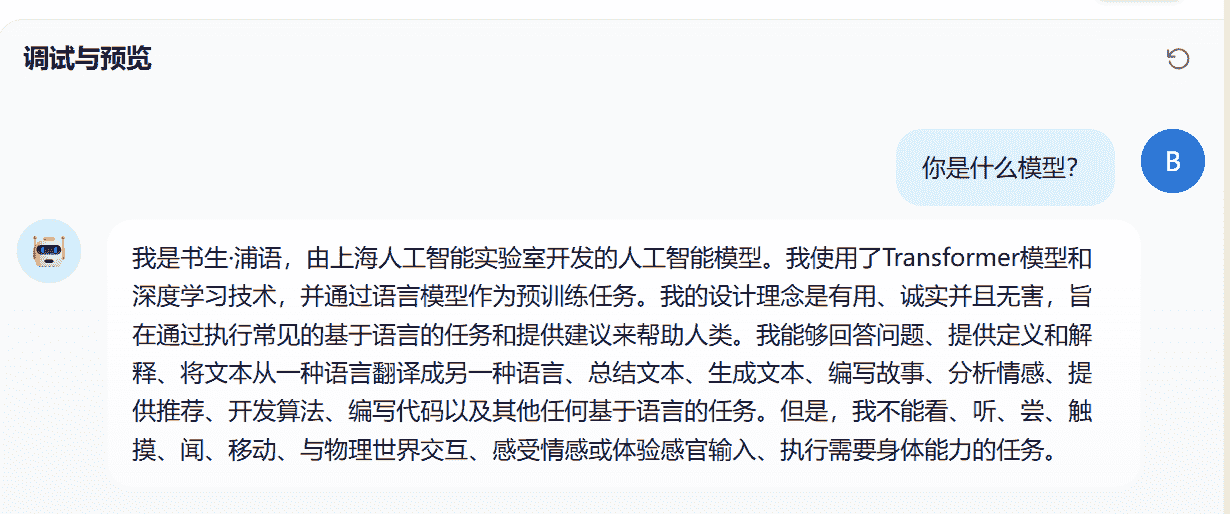 调试与预览
你是什么模型?
B
我是书生·浦语，由上海人工智能实验室开发的人工智能模型。我使用了Transformer模型和
深度学习技术，并通过语言模型作为预训练任务。我的设计理念是有用、诚实并且无害，旨
在通过执行常见的基于语言的任务和提供建议来帮助人类。我能够回答问题、提供定义和解
释、将文本从一种语言翻译成另一种语言、总结文本、生成文本、编写故事、分析情感、提
供推荐、开发算法、编写代码以及其他任何基于语言的任务。但是，我不能看、听、尝、触
摸、闻、移动、与物理世界交互、感受情感或体验感官输入、执行需要身体能力的任务。